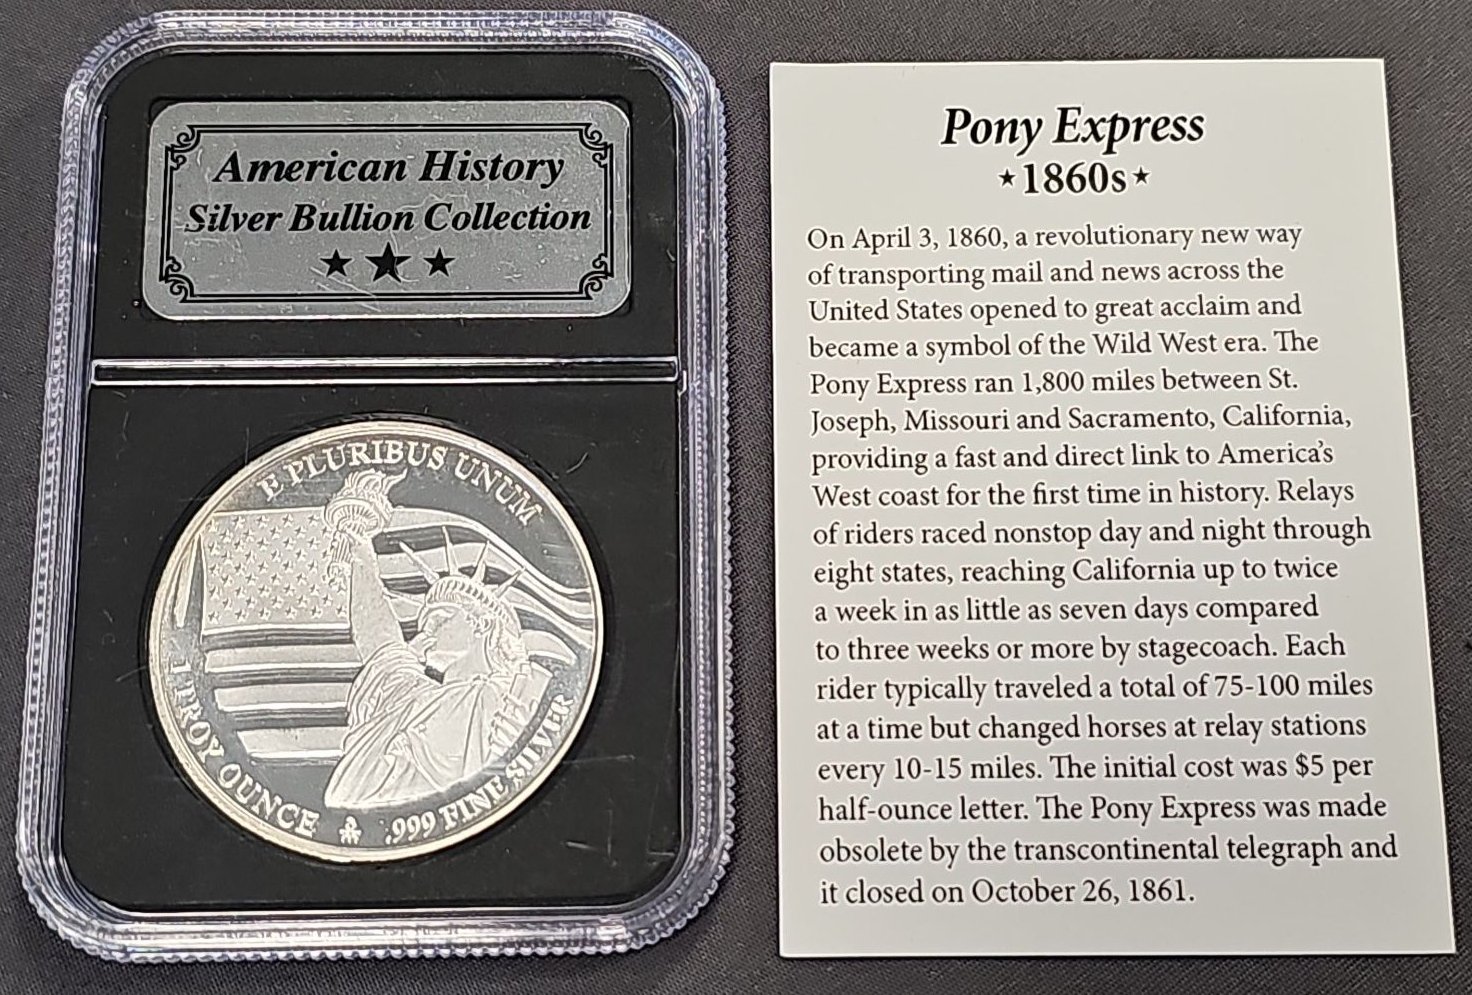 American History
Silver Bullion Collection
E PLURIBUS UNUM
1 TROY OUNCE
.999 FINE SILVER
Pony Express
★1860s★
On April 3, 1860, a revolutionary new way
of transporting mail and news across the
United States opened to great acclaim and
became a symbol of the Wild West era. The
Pony Express ran 1,800 miles between St.
Joseph, Missouri and Sacramento, California,
providing a fast and direct link to America's
West coast for the first time in history. Relays
of riders raced nonstop day and night through
eight states, reaching California up to twice
a week in as little as seven days compared
to three weeks or more by stagecoach. Each
rider typically traveled a total of 75-100 miles
at a time but changed horses at relay stations
every 10-15 miles. The initial cost was $5 per
half-ounce letter. The Pony Express was made
obsolete by the transcontinental telegraph and
it closed on October 26, 1861.